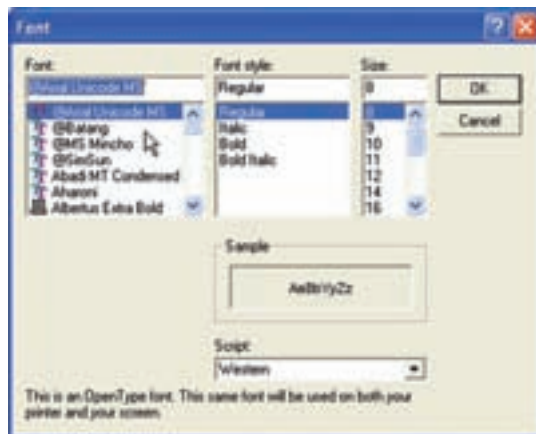 Font
Font: Font style: Size:
@Arial Unicode MS Regular 8 OK
@Arial Unicode MS Regular 8 Cancel
@Batang Italic 9
@MS Mincho Bold 10
@SimSun Bold Italic 11
Abadi MT Condensed 12
Aharoni 14
Albertus Extra Bold 16
Sample
AaBbYyZz
Script:
Western
This is an OpenType font. This same font will be used on both your
printer and your screen.